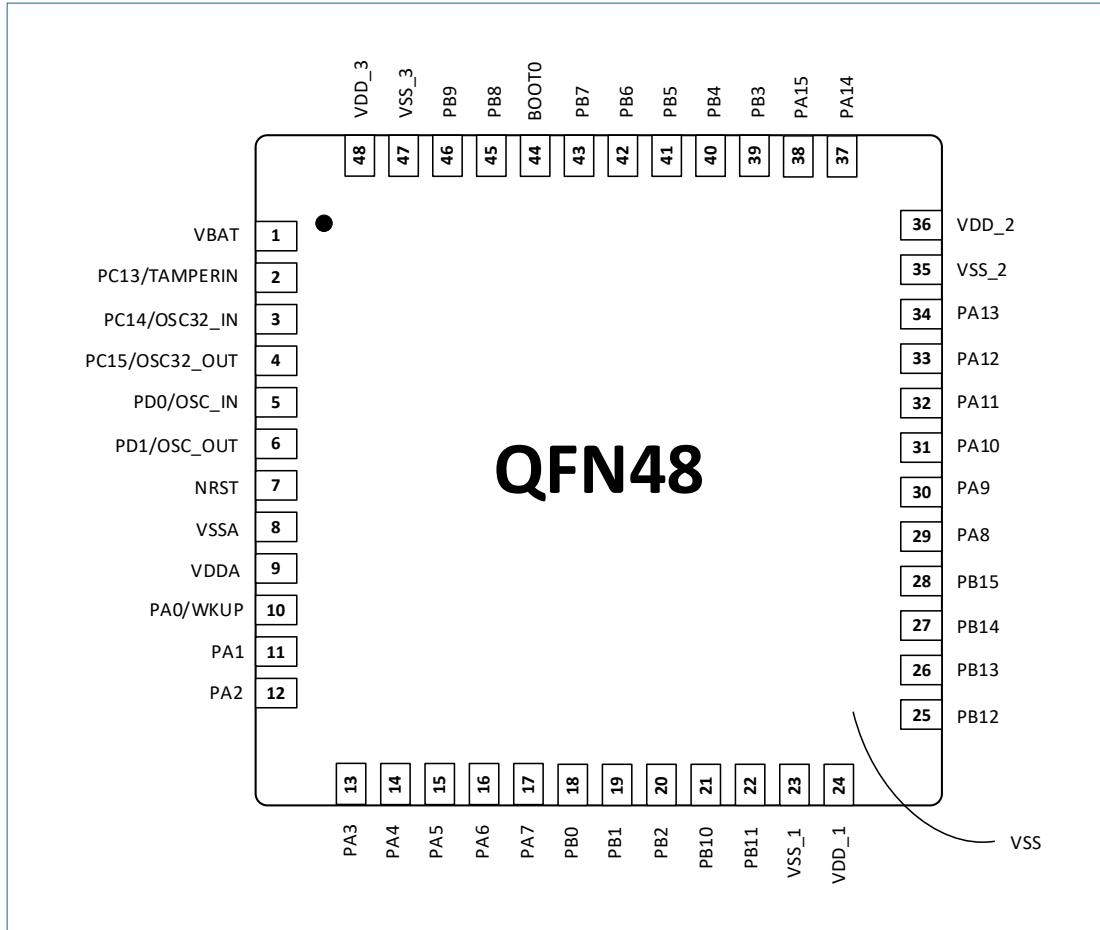 VDD_3
VSS_3
PB9
PB8
BOOT0
PB7
PB6
PB5
PB4
PB3
PA15
PA14
48
47
46
45
44
43
42
41
40
39
38
37
VBAT 1
PC13/TAMPERIN 2
PC14/OSC32_IN 3
PC15/OSC32_OUT 4
PD0/OSC_IN 5
PD1/OSC_OUT 6
NRST 7
VSSA 8
VDDA 9
PA0/WKUP 10
PA1 11
PA2 12
QFN48
36 VDD_2
35 VSS_2
34 PA13
33 PA12
32 PA11
31 PA10
30 PA9
29 PA8
28 PB15
27 PB14
26 PB13
25 PB12
13
14
15
16
17
18
19
20
21
22
23
24
PA3
PA4
PA5
PA6
PA7
PB0
PB1
PB2
PB10
PB11
VSS_1
VDD_1
VSS